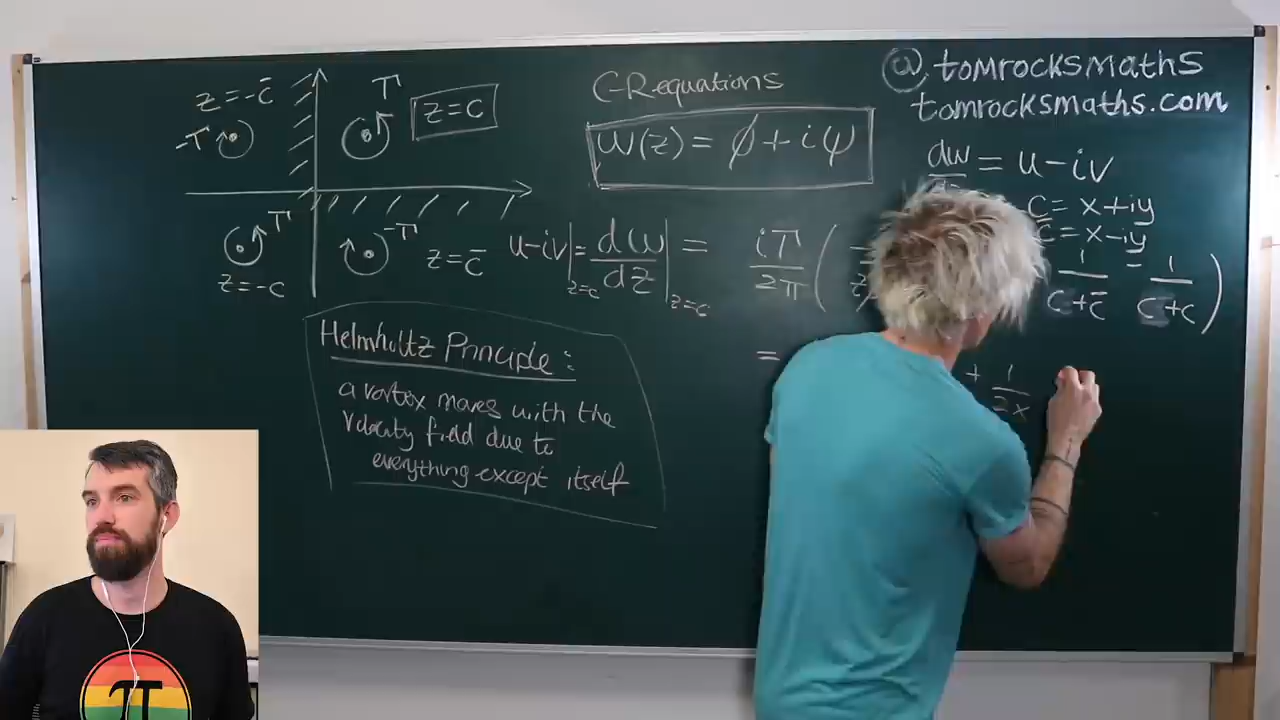 z=-c̄
-Γ
Γ
z=c
Γ
z=-c
-Γ
z=c̄
Helmholtz Principle:
a vortex moves with the
velocity field due to
everything except itself
C-R equations
w(z) = φ + iψ
u-iv|z=c = dw/dz|z=c = iΓ/2π (
1/(c+c̄) - 1/(c+c) )
=
+ 1/2x
@tomrocksmaths
tomrocksmaths.com
dw = u-iv
c = x+iy
c̄ = x-iy
π